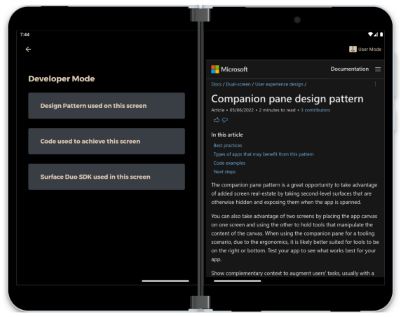 7:44
User Mode
Developer Mode
Design Pattern used on this screen
Code used to achieve this screen
Surface Duo SDK used in this screen
Microsoft
Documentation
Docs / Dual-screen / User experience design /
Companion pane design pattern
Article • 05/06/2023 • 2 minutes to read • 3 contributors
In this article
Best practices
Types of apps that may benefit from this pattern
Code examples
Next steps
The companion pane pattern is a great opportunity to take advantage
of added screen real-estate by taking second-level surfaces that are
otherwise hidden and exposing them when the app is spanned.
You can also take advantage of two screens by placing the app canvas
on one screen and using the other to hold tools that manipulate the
content of the canvas. When using the companion pane for a tooling
scenario, due to the ergonomics, it is likely better suited for tools to be
on the right or bottom. Test your app to see what works best for your
app.
Show complementary context to augment users' tasks, usually with a